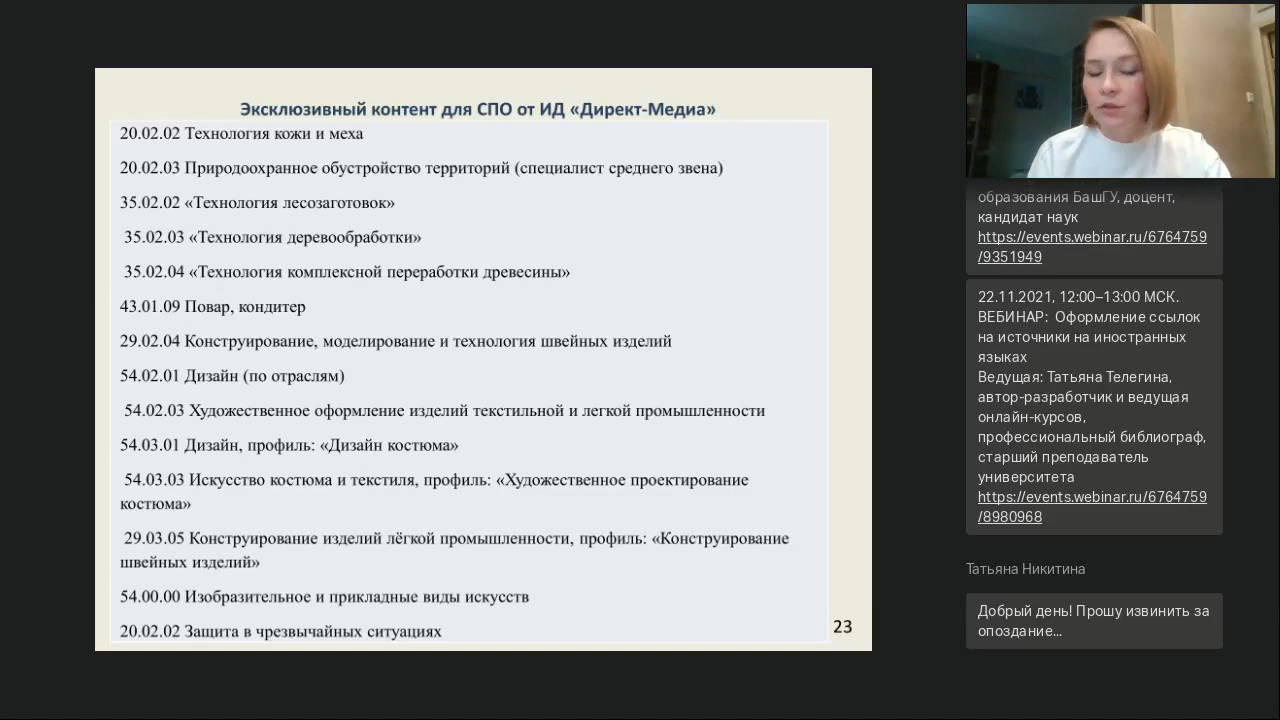 Эксклюзивный контент для СПО от ИД «Директ-Медиа»
20.02.02 Технология кожи и меха
20.02.03 Природоохранное обустройство территорий (специалист среднего звена)
35.02.02 «Технология лесозаготовок»
35.02.03 «Технология деревообработки»
35.02.04 «Технология комплексной переработки древесины»
43.01.09 Повар, кондитер
29.02.04 Конструирование, моделирование и технология швейных изделий
54.02.01 Дизайн (по отраслям)
54.02.03 Художественное оформление изделий текстильной и легкой промышленности
54.03.01 Дизайн, профиль: «Дизайн костюма»
54.03.03 Искусство костюма и текстиля, профиль: «Художественное проектирование
костюма»
29.03.05 Конструирование изделий лёгкой промышленности, профиль: «Конструирование
швейных изделий»
54.00.00 Изобразительное и прикладные виды искусств
20.02.02 Защита в чрезвычайных ситуациях
23
образования БашГУ, доцент,
кандидат наук
https://events.webinar.ru/6764759
/9351949
22.11.2021, 12:00–13:00 МСК.
ВЕБИНАР: Оформление ссылок
на источники на иностранных
языках
Ведущая: Татьяна Телегина,
автор-разработчик и ведущая
онлайн-курсов,
профессиональный библиограф,
старший преподаватель
университета
https://events.webinar.ru/6764759
/8980968
Татьяна Никитина
Добрый день! Прошу извинить за
опоздание...